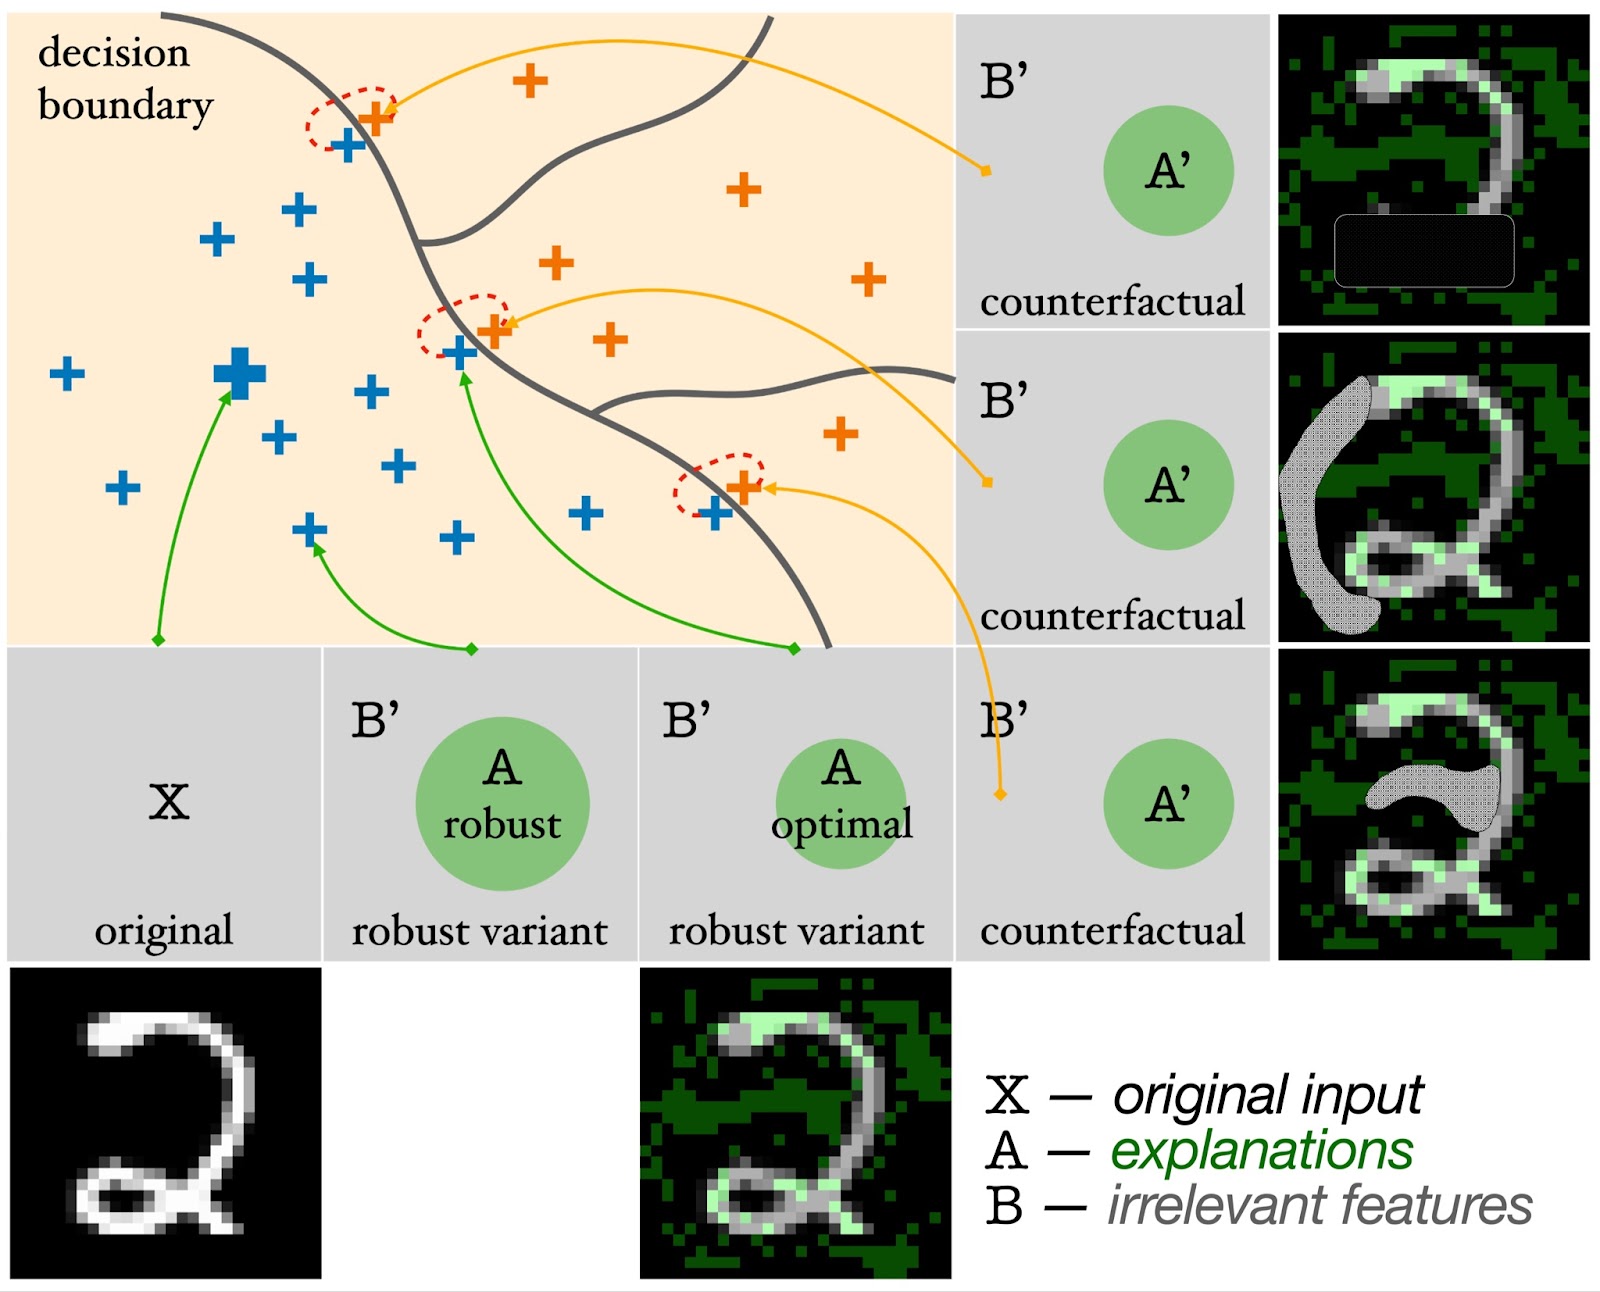 decision
boundary
B’
A’
counterfactual
B’
A’
counterfactual
X
original
B’
A
robust
robust variant
B’
A
optimal
robust variant
B’
A’
counterfactual
X — original input
A — explanations
B — irrelevant features